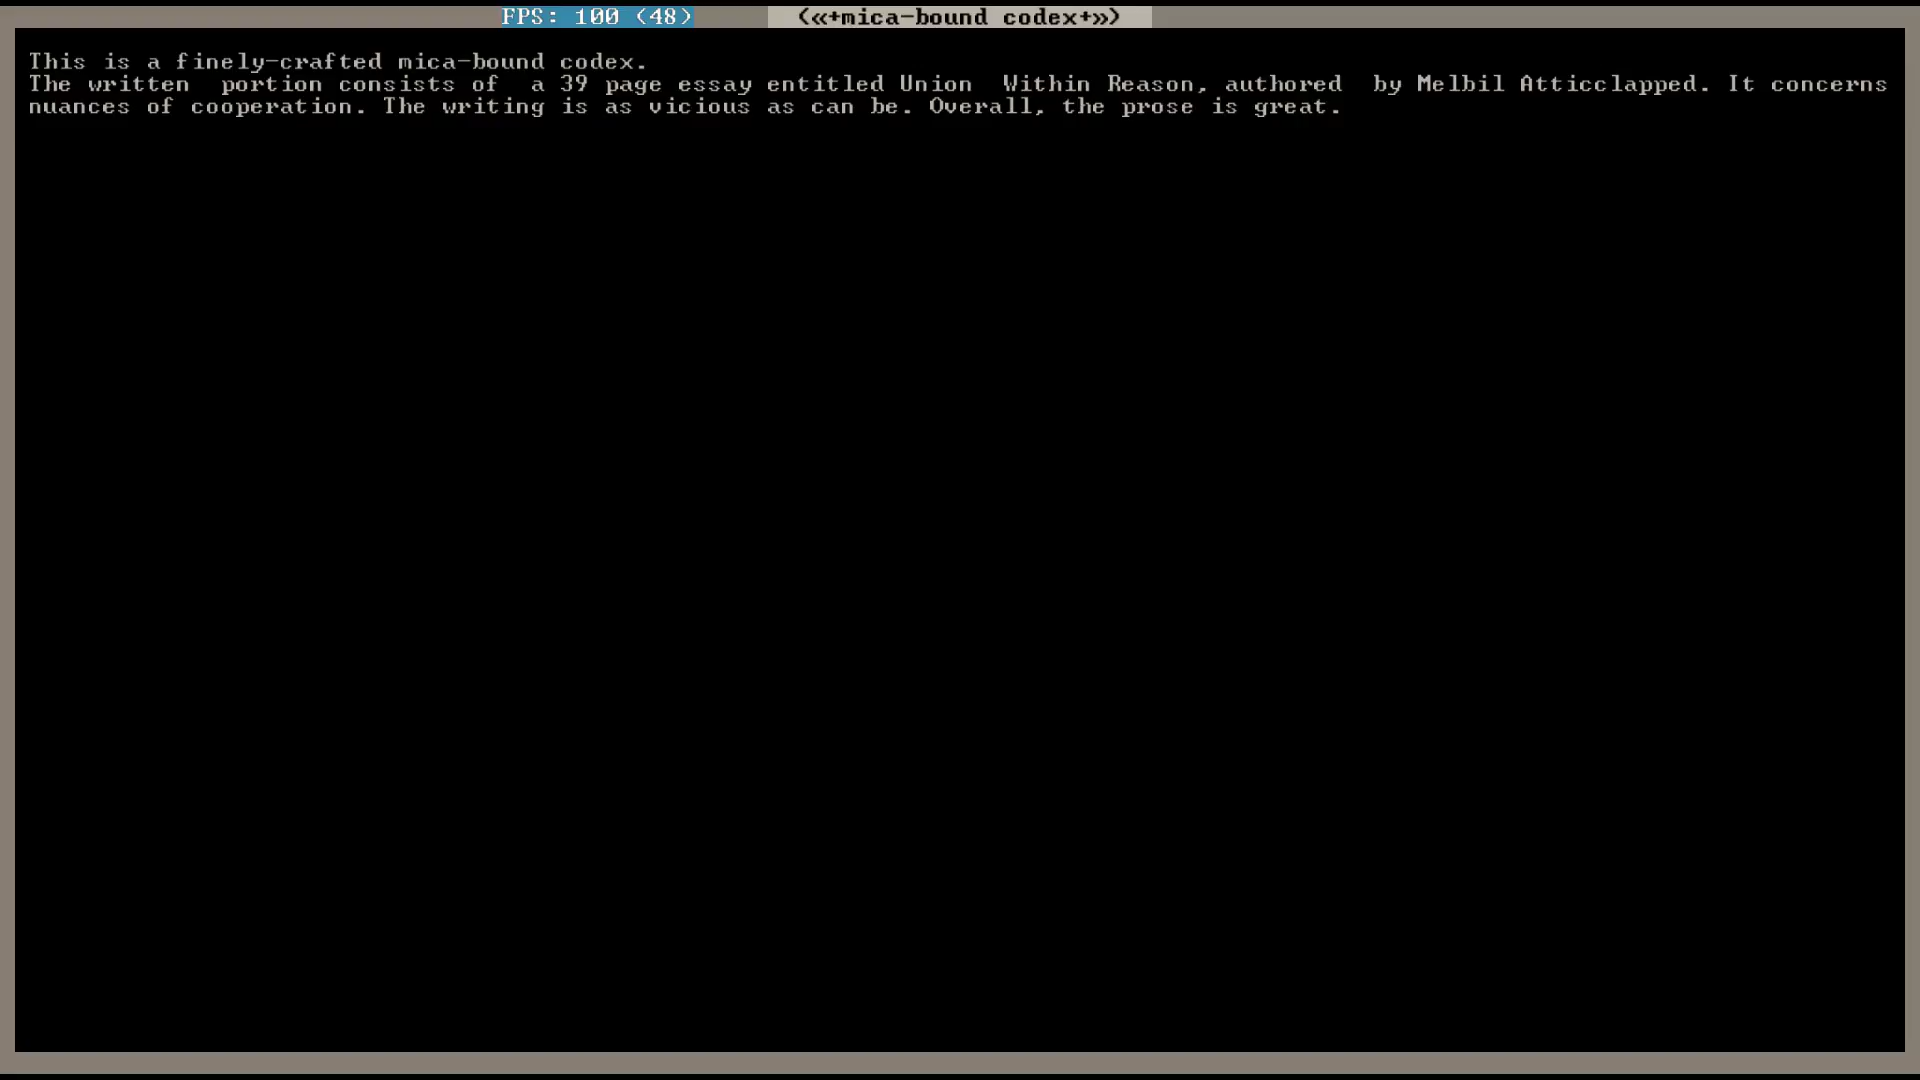 FPS: 100 (48) («+mica-bound codex+»)
This is a finely-crafted mica-bound codex.
The written portion consists of a 39 page essay entitled Union Within Reason, authored by Melbil Atticclapped. It concerns
nuances of cooperation. The writing is as vicious as can be. Overall, the prose is great.